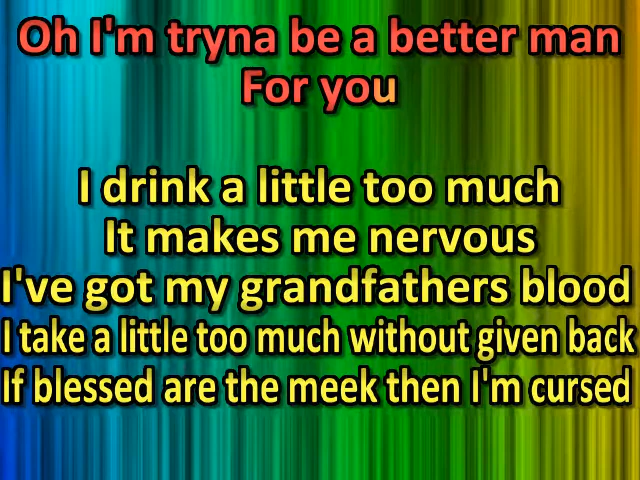 Oh I'm tryna be a better man
For you
I drink a little too much
It makes me nervous
I've got my grandfathers blood
I take a little too much without given back
If blessed are the meek then I'm cursed